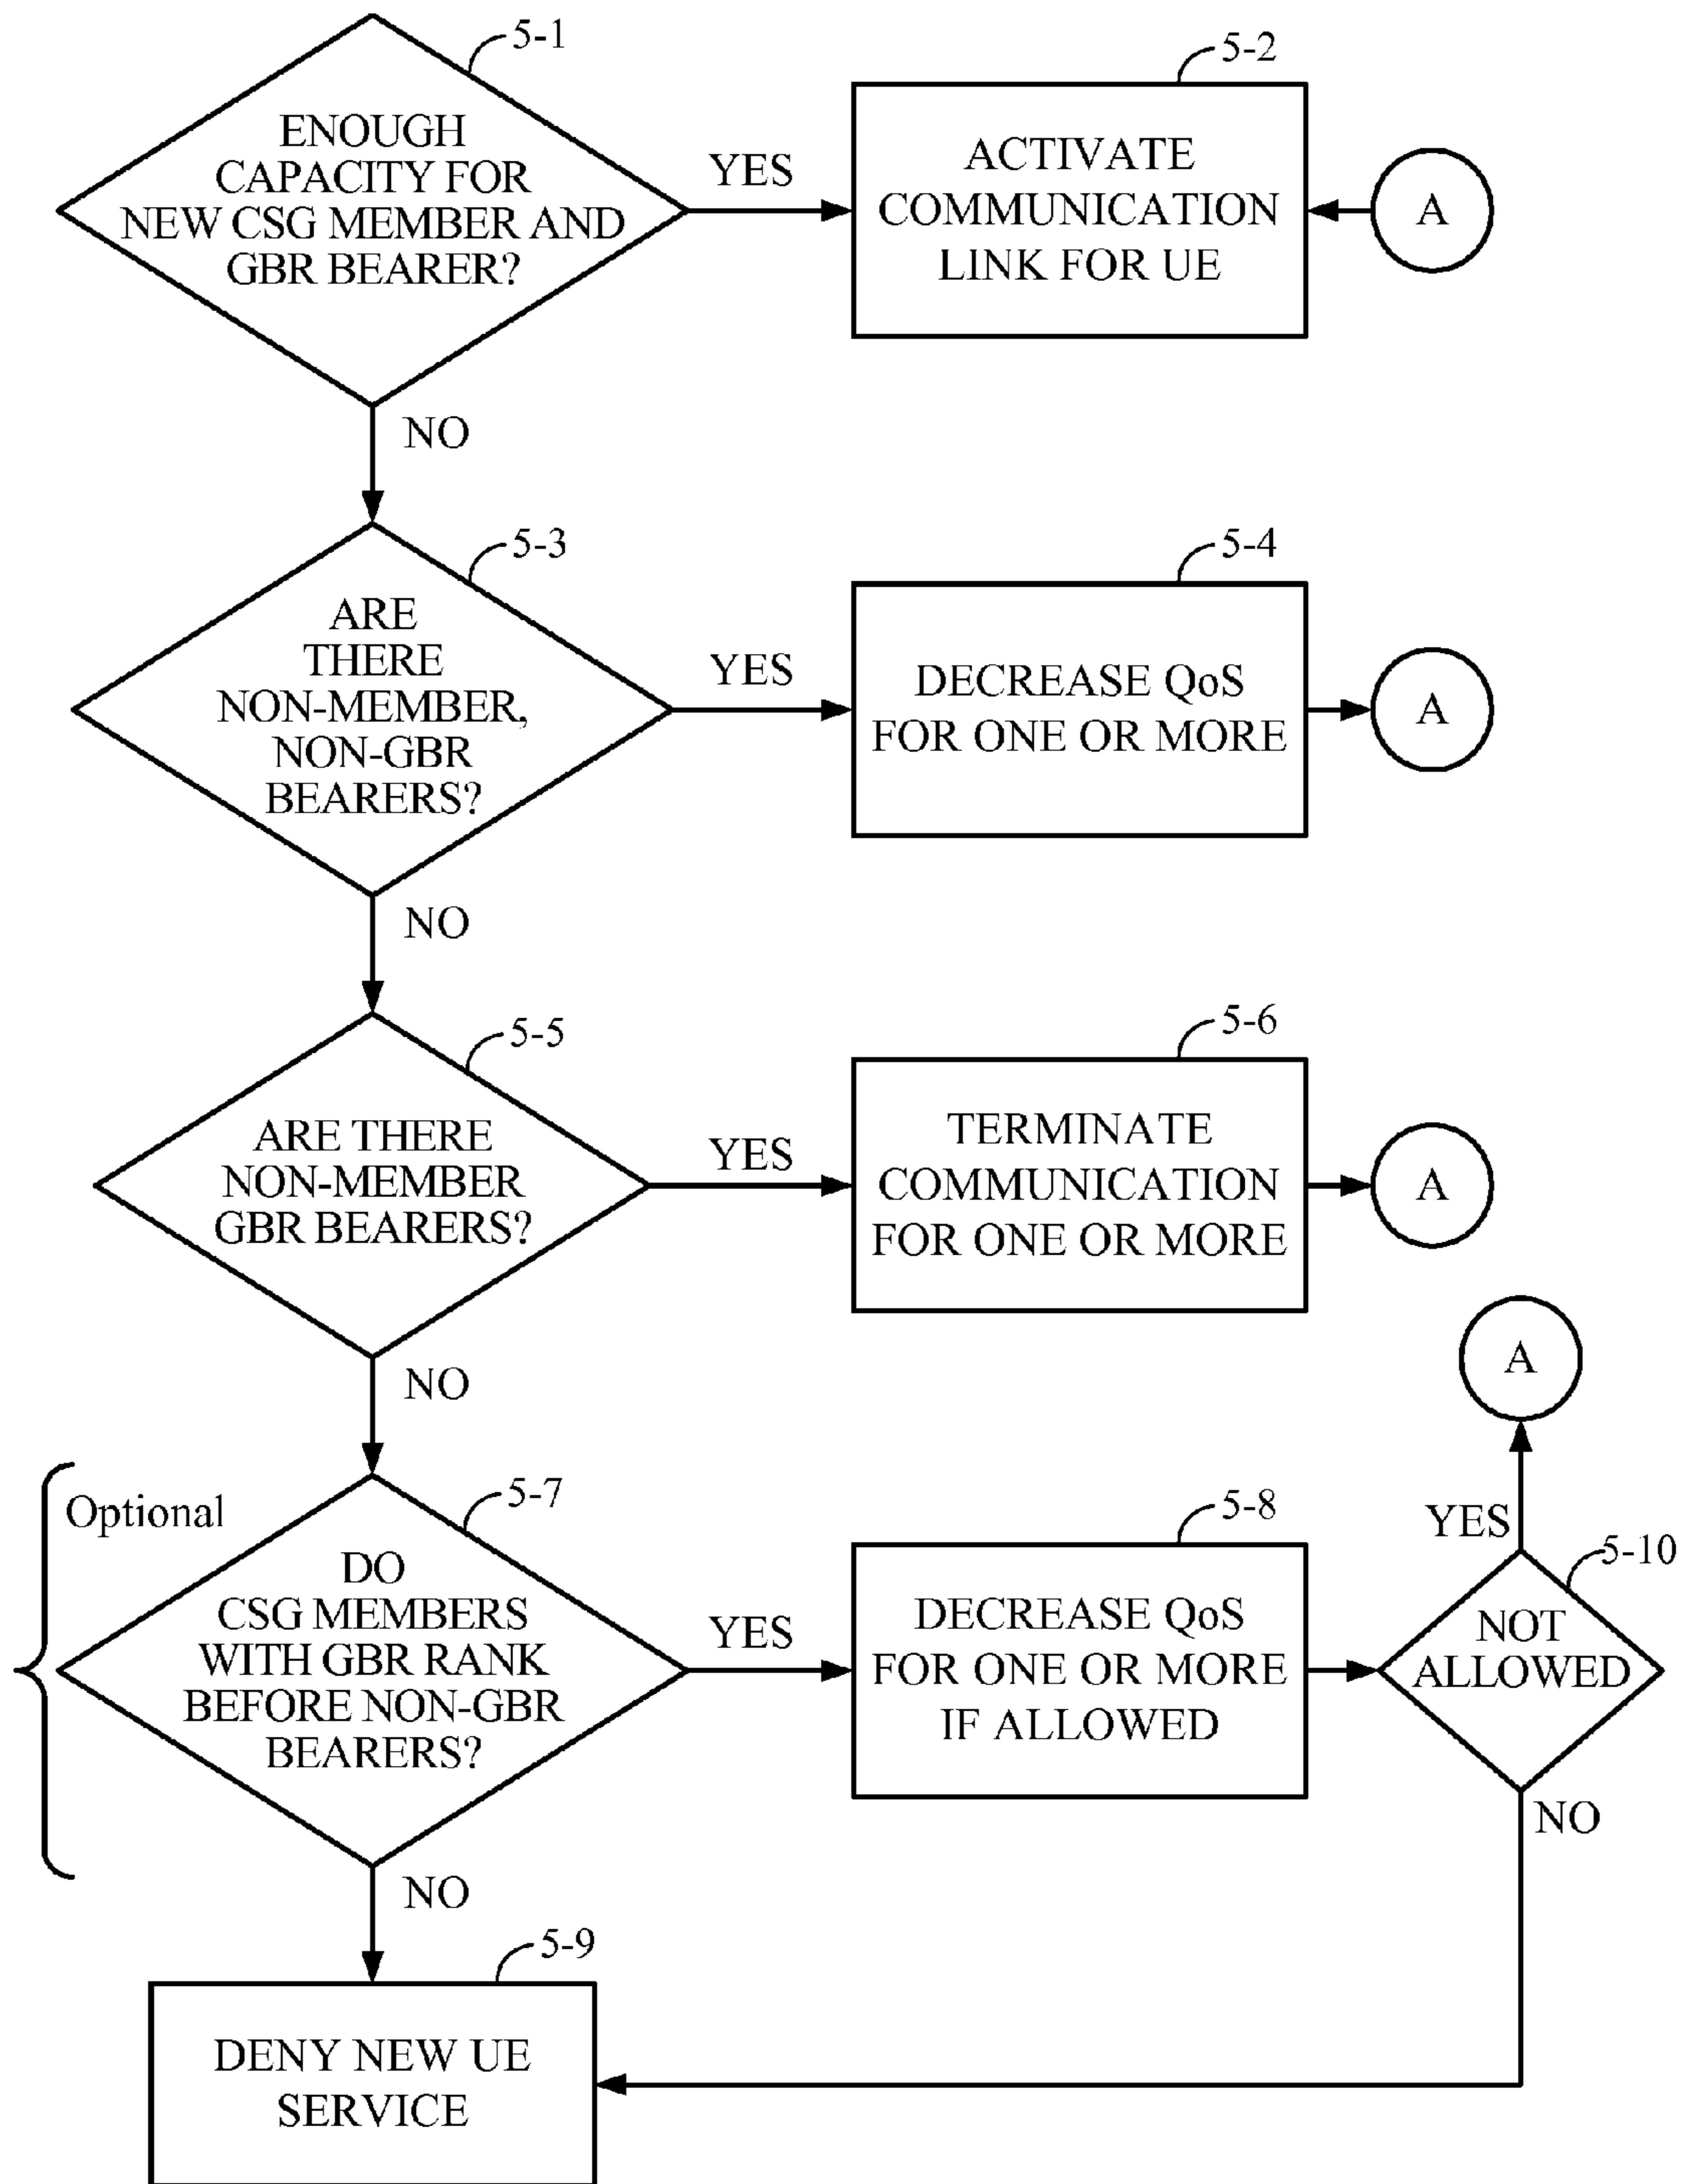 5-1
ENOUGH
CAPACITY FOR
NEW CSG MEMBER AND
GBR BEARER?
YES
5-2
ACTIVATE
COMMUNICATION
LINK FOR UE
A
NO
5-3
ARE
THERE
NON-MEMBER,
NON-GBR
BEARERS?
YES
5-4
DECREASE QoS
FOR ONE OR MORE
A
NO
5-5
ARE THERE
NON-MEMBER
GBR BEARERS?
YES
5-6
TERMINATE
COMMUNICATION
FOR ONE OR MORE
A
NO
Optional
5-7
DO
CSG MEMBERS
WITH GBR RANK
BEFORE NON-GBR
BEARERS?
YES
5-8
DECREASE QoS
FOR ONE OR MORE
IF ALLOWED
A
YES
5-10
NOT
ALLOWED
NO
NO
5-9
DENY NEW UE
SERVICE